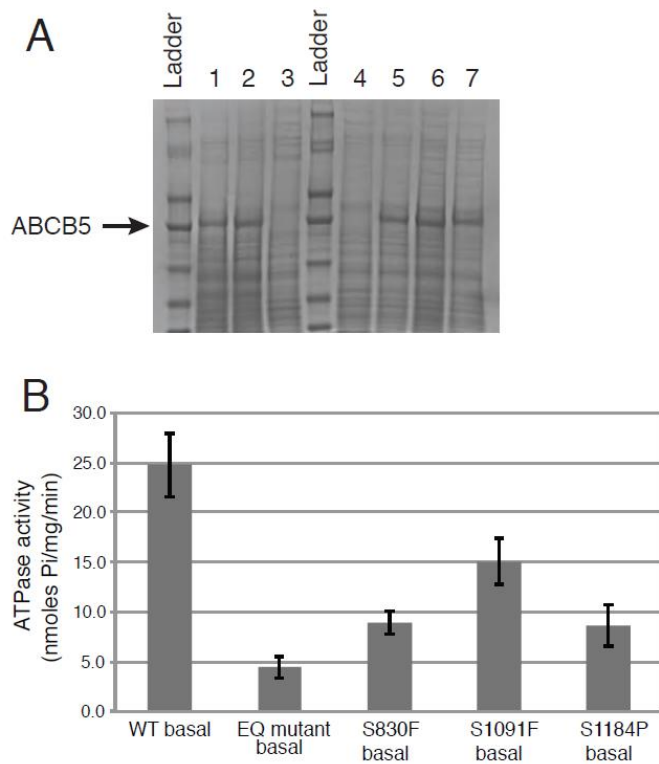 A
Ladder 1 2 3 Ladder 4 5 6 7
ABCB5
B
ATPase activity
(nmoles Pi/mg/min)
30.0
25.0
20.0
15.0
10.0
5.0
0.0
WT basal
EQ mutant
basal
S830F
basal
S1091F
basal
S1184P
basal